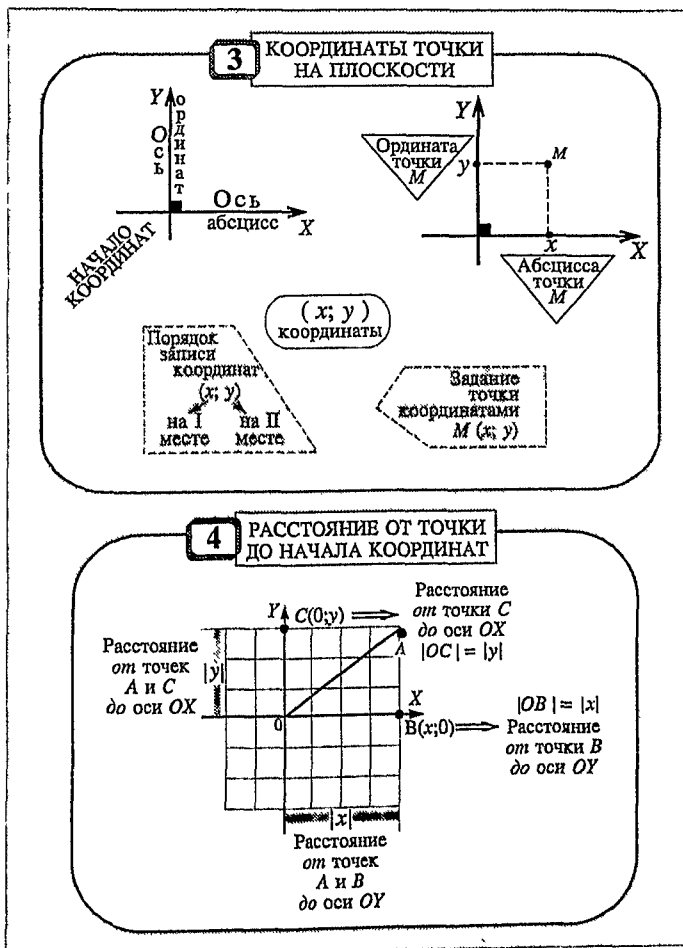 3
КООРДИНАТЫ ТОЧКИ
НА ПЛОСКОСТИ
Y
Ось
ординат
Ось
абсцисс
X
НАЧАЛО
КООРДИНАТ
Y
Ордината
точки
M
y
M
x
X
Абсцисса
точки
M
(x; y)
координаты
Порядок
записи
координат
(x; y)
на I
месте
на II
месте
Задание
точки
координатами
M (x; y)
4
РАССТОЯНИЕ ОТ ТОЧКИ
ДО НАЧАЛА КООРДИНАТ
Y
C(0;y)
Расстояние
от точки C
до оси OX
|OC| = |y|
A
Расстояние
от точек
A и C
до оси OX
|y|
0
X
B(x;0)
|OB| = |x|
Расстояние
от точки B
до оси OY
|x|
Расстояние
от точек
A и B
до оси OY